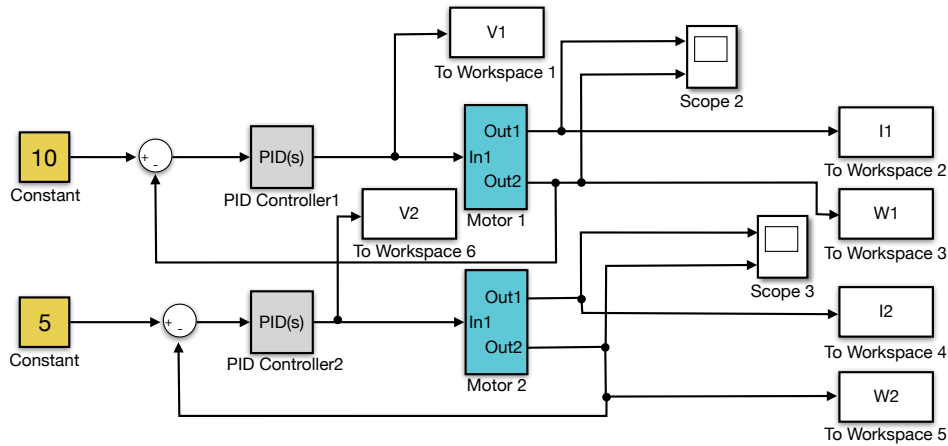 V1
To Workspace 1
Scope 2
10
+
-
PID(s)
In1
Out1
Out2
I1
Constant
PID Controller1
Motor 1
To Workspace 2
V2
To Workspace 6
W1
To Workspace 3
Scope 3
5
+
-
PID(s)
In1
Out1
Out2
I2
Constant
PID Controller2
Motor 2
To Workspace 4
W2
To Workspace 5